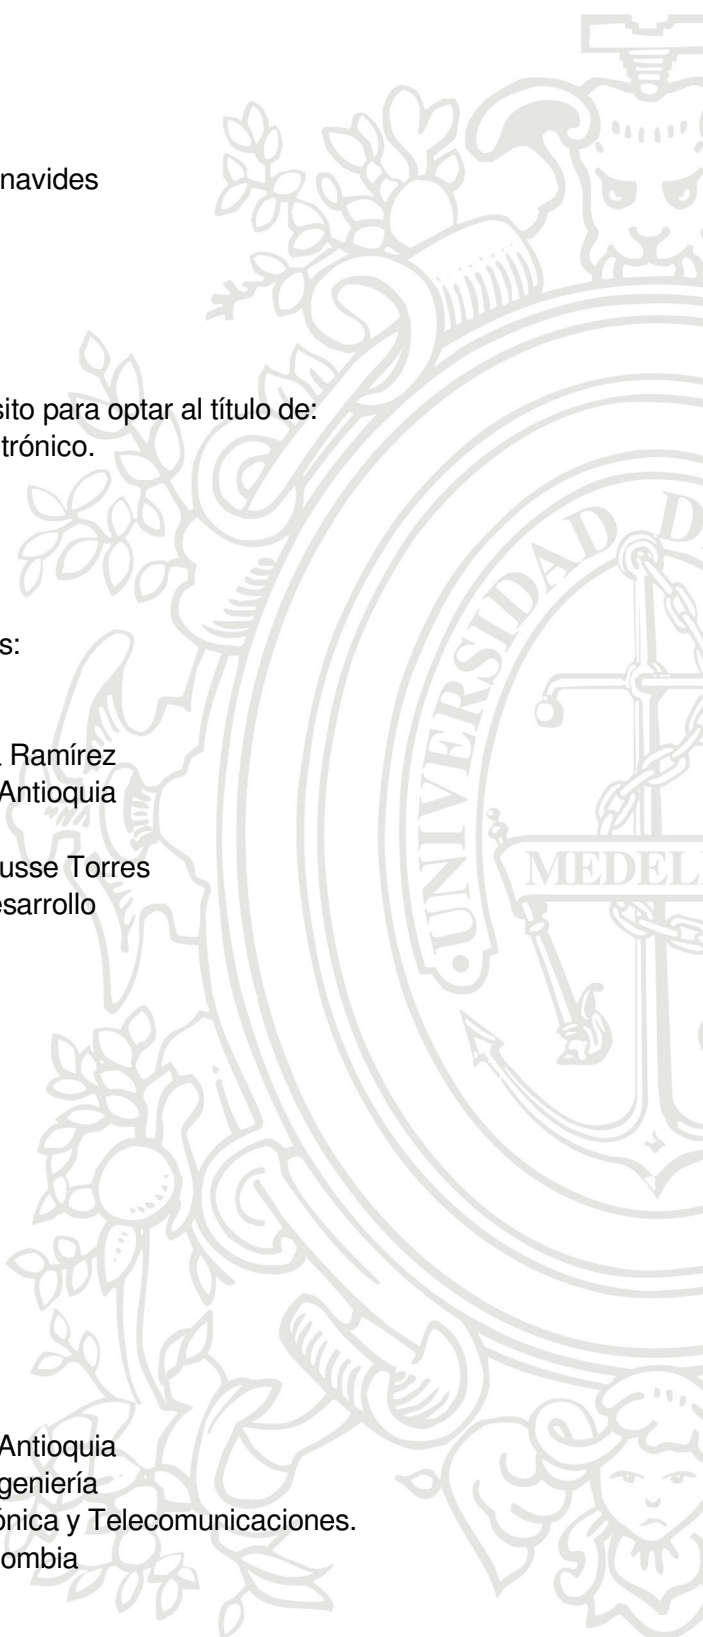 navides
sito para optar al título de:
trónico.
s:
Ramírez
Antioquia
usse Torres
esarrollo
UNIVERSIDAD D
MEDEL
Antioquia
geniería
ónica y Telecomunicaciones.
ombia